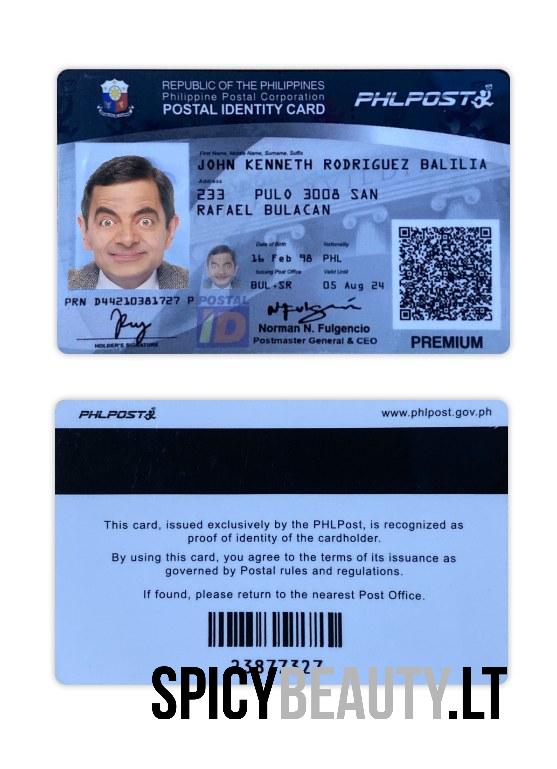 REPUBLIC OF THE PHILIPPINES
Philippine Postal Corporation
POSTAL IDENTITY CARD
PHLPOST
First Name, Middle Name, Surname, Suffix
JOHN KENNETH RODRIGUEZ BALILIA
Address
233 PULO 3008 SAN
RAFAEL BULACAN
Date of Birth Nationality
16 Feb 98 PHL
Issuing Post Office Valid Until
BUL-SR 05 Aug 24
PRN D44210381727 P
POSTAL
iD
HOLDER'S SIGNATURE
Norman N. Fulgencio
Postmaster General & CEO
PREMIUM
PHLPOST
www.phlpost.gov.ph
This card, issued exclusively by the PHLPost, is recognized as
proof of identity of the cardholder.
By using this card, you agree to the terms of its issuance as
governed by Postal rules and regulations.
If found, please return to the nearest Post Office.
23877327
SPICYBEAUTY.LT